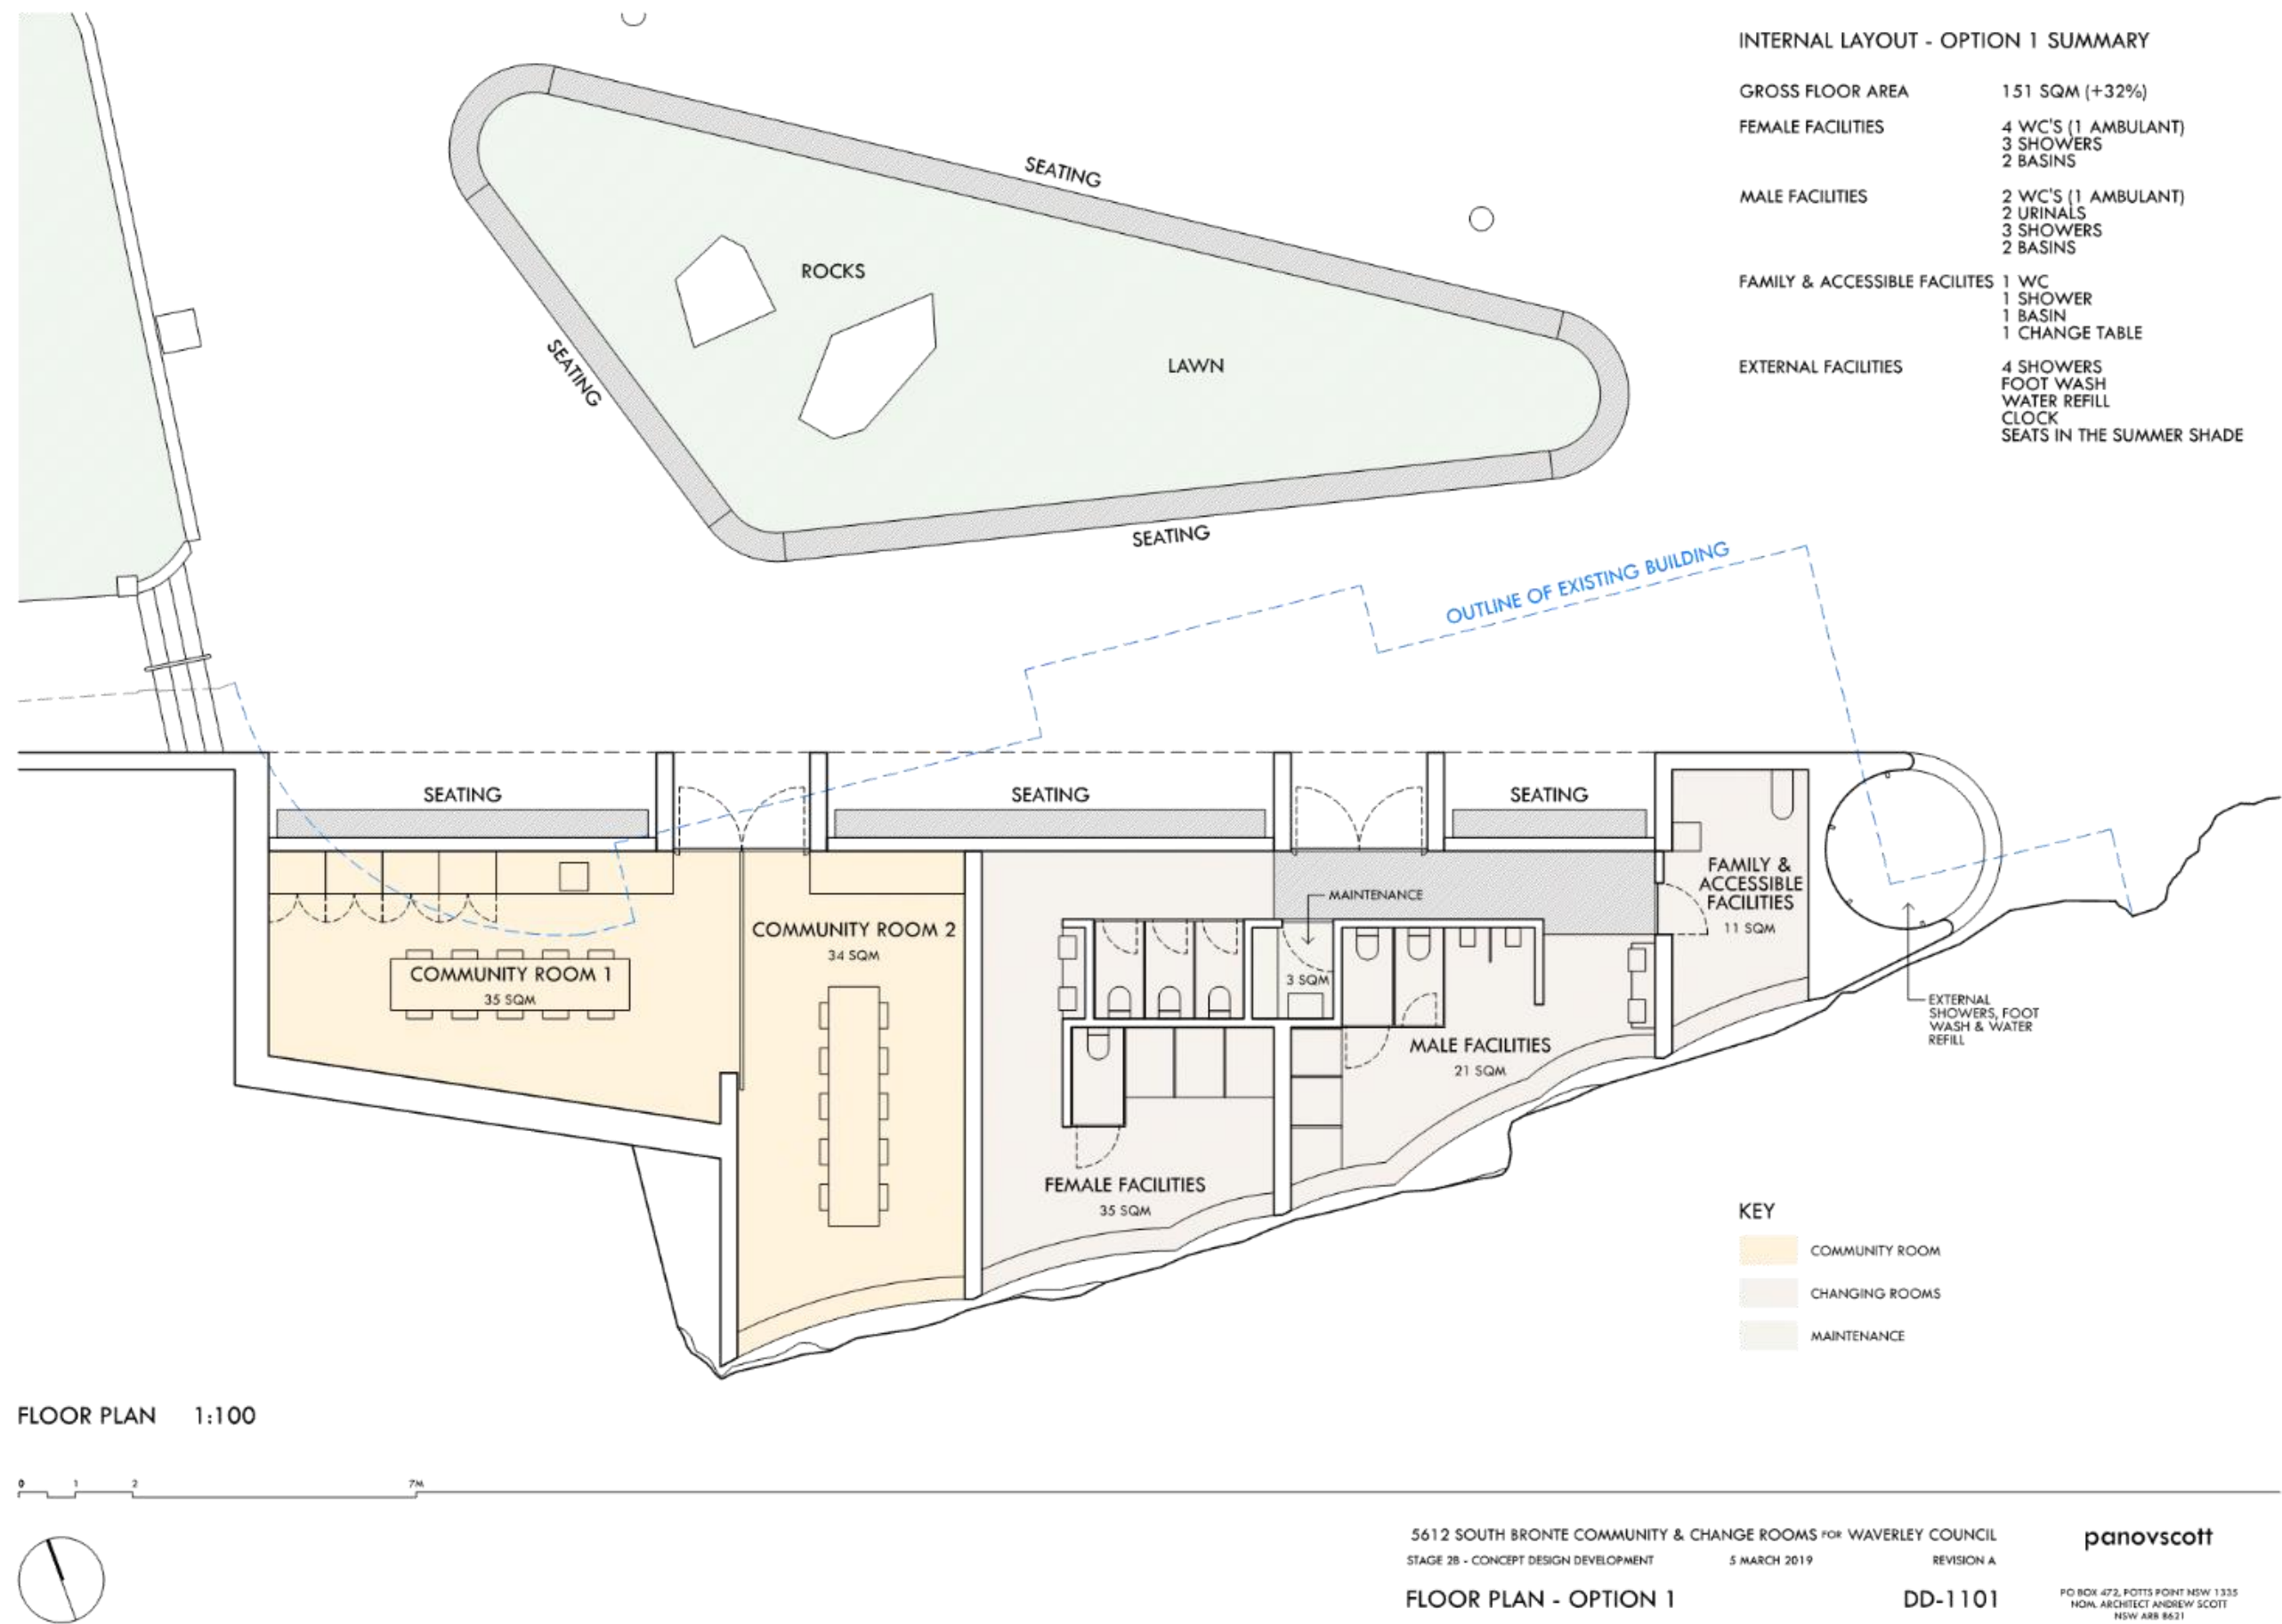 INTERNAL LAYOUT - OPTION 1 SUMMARY
GROSS FLOOR AREA 151 SQM (+32%)
FEMALE FACILITIES 4 WC'S (1 AMBULANT)
3 SHOWERS
2 BASINS
MALE FACILITIES 2 WC'S (1 AMBULANT)
2 URINALS
3 SHOWERS
2 BASINS
FAMILY & ACCESSIBLE FACILITES 1 WC
1 SHOWER
1 BASIN
1 CHANGE TABLE
EXTERNAL FACILITIES 4 SHOWERS
FOOT WASH
WATER REFILL
CLOCK
SEATS IN THE SUMMER SHADE
SEATING
ROCKS
SEATING
LAWN
SEATING
OUTLINE OF EXISTING BUILDING
SEATING
SEATING
SEATING
MAINTENANCE
3 SQM
FAMILY &
ACCESSIBLE
FACILITIES
11 SQM
COMMUNITY ROOM 2
34 SQM
COMMUNITY ROOM 1
35 SQM
EXTERNAL
SHOWERS, FOOT
WASH & WATER
REFILL
MALE FACILITIES
21 SQM
FEMALE FACILITIES
35 SQM
KEY
COMMUNITY ROOM
CHANGING ROOMS
MAINTENANCE
FLOOR PLAN 1:100
0 1 2 7M
5612 SOUTH BRONTE COMMUNITY & CHANGE ROOMS FOR WAVERLEY COUNCIL
STAGE 2B - CONCEPT DESIGN DEVELOPMENT 5 MARCH 2019 REVISION A
FLOOR PLAN - OPTION 1 DD-1101
panovscott
PO BOX 472, POTTS POINT NSW 1335
NOM. ARCHITECT ANDREW SCOTT
NSW ARB 8621